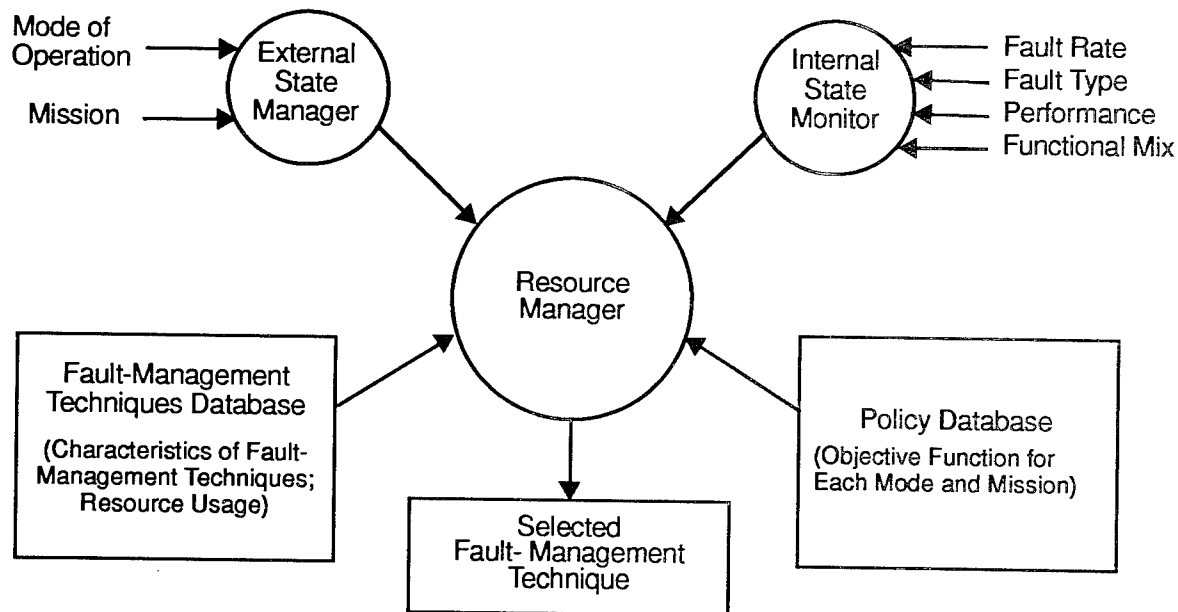 Mode of
Operation
Mission
External
State
Manager
Internal
State
Monitor
Fault Rate
Fault Type
Performance
Functional Mix
Resource
Manager
Fault-Management
Techniques Database
(Characteristics of Fault-
Management Techniques;
Resource Usage)
Policy Database
(Objective Function for
Each Mode and Mission)
Selected
Fault- Management
Technique